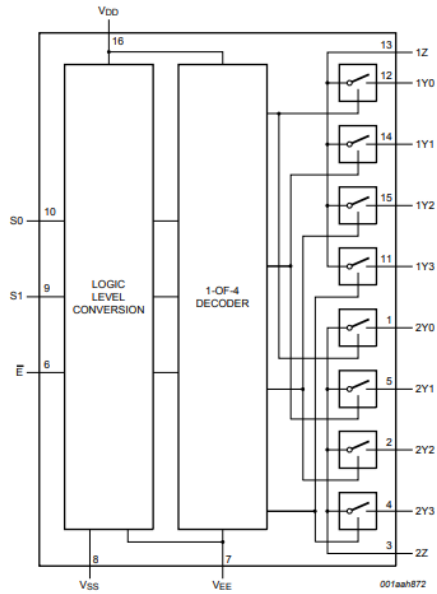 VDD
16
13 1Z
12 1Y0
14 1Y1
15 1Y2
11 1Y3
1 2Y0
5 2Y1
2 2Y2
4 2Y3
3 2Z
S0 10
S1 9
E̅ 6
LOGIC
LEVEL
CONVERSION
1-OF-4
DECODER
8
7
VSS
VEE
001aah872